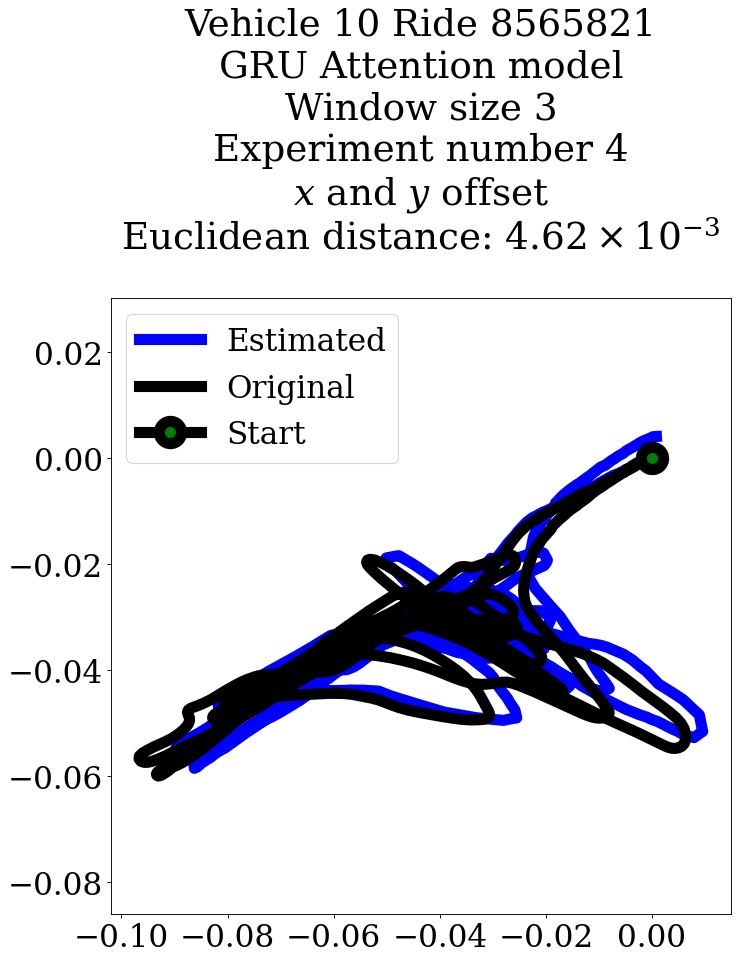 Vehicle 10 Ride 8565821
GRU Attention model
Window size 3
Experiment number 4
x and y offset
Euclidean distance: 4.62 × 10⁻³
Estimated
Original
Start
0.02
0.00
−0.02
−0.04
−0.06
−0.08
−0.10 −0.08 −0.06 −0.04 −0.02 0.00